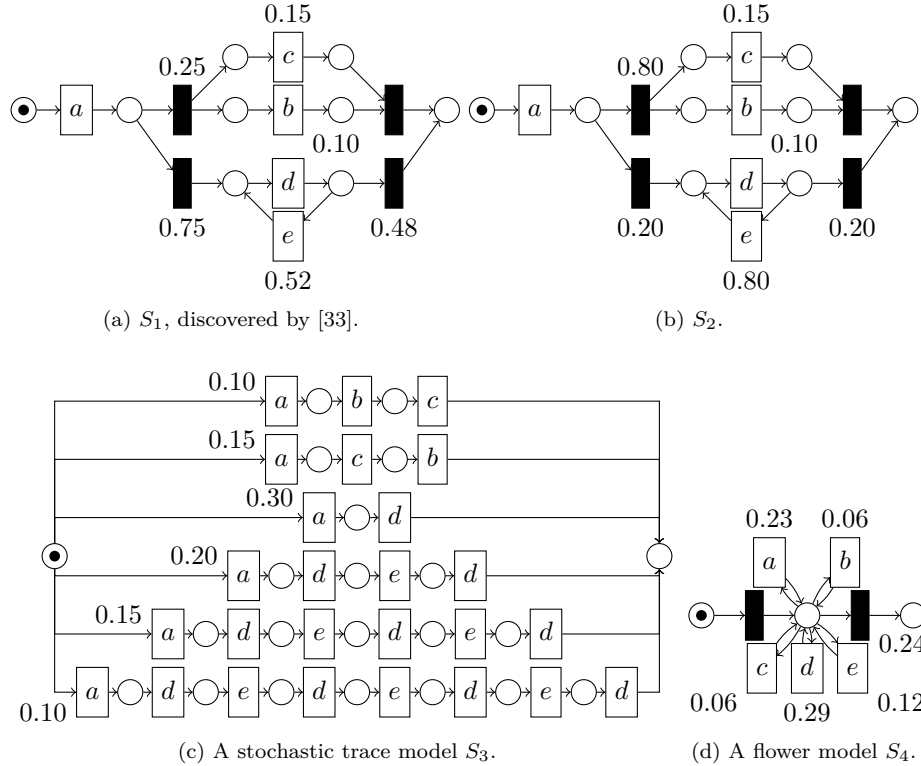 0.15 0.15
c c
0.25 0.80
a b a b
0.10 0.10
d d
e e
0.75 0.48 0.20 0.20
0.52 0.80
(a) S₁, discovered by [33]. (b) S₂.
0.10 a b c
0.15 a c b
0.30 a d
0.20 a d e d
0.15 a d e d e d
0.10 a d e d e d e d
(c) A stochastic trace model S₃.
0.23 0.06
a b
0.24
c d e
0.06 0.29 0.12
(d) A flower model S₄.